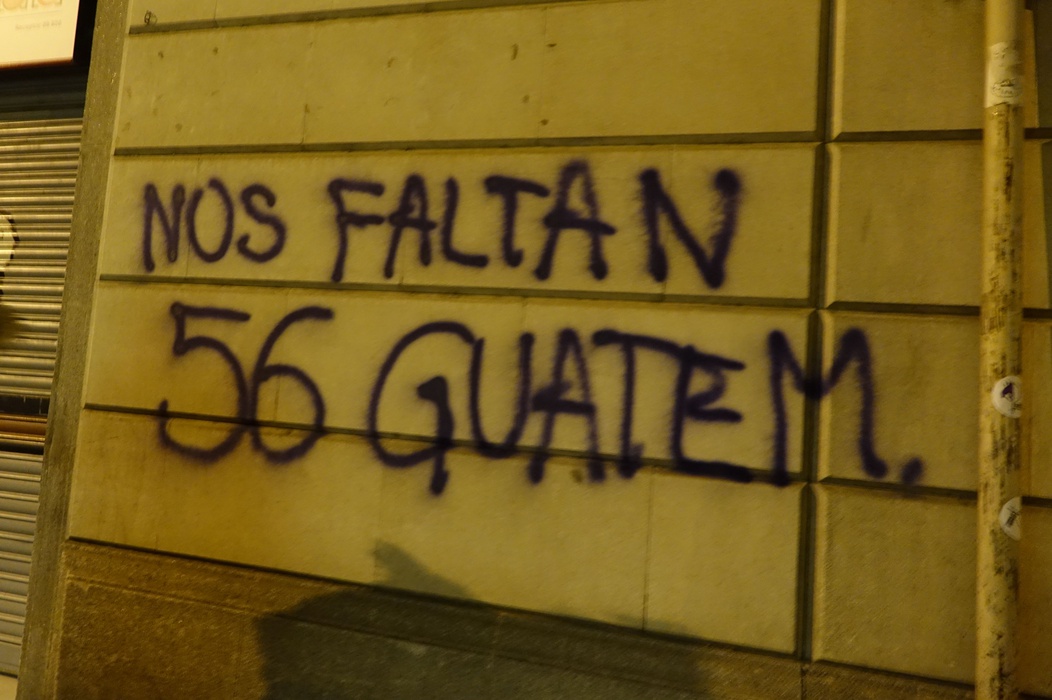 NOS FALTAN
56 GUATEM.